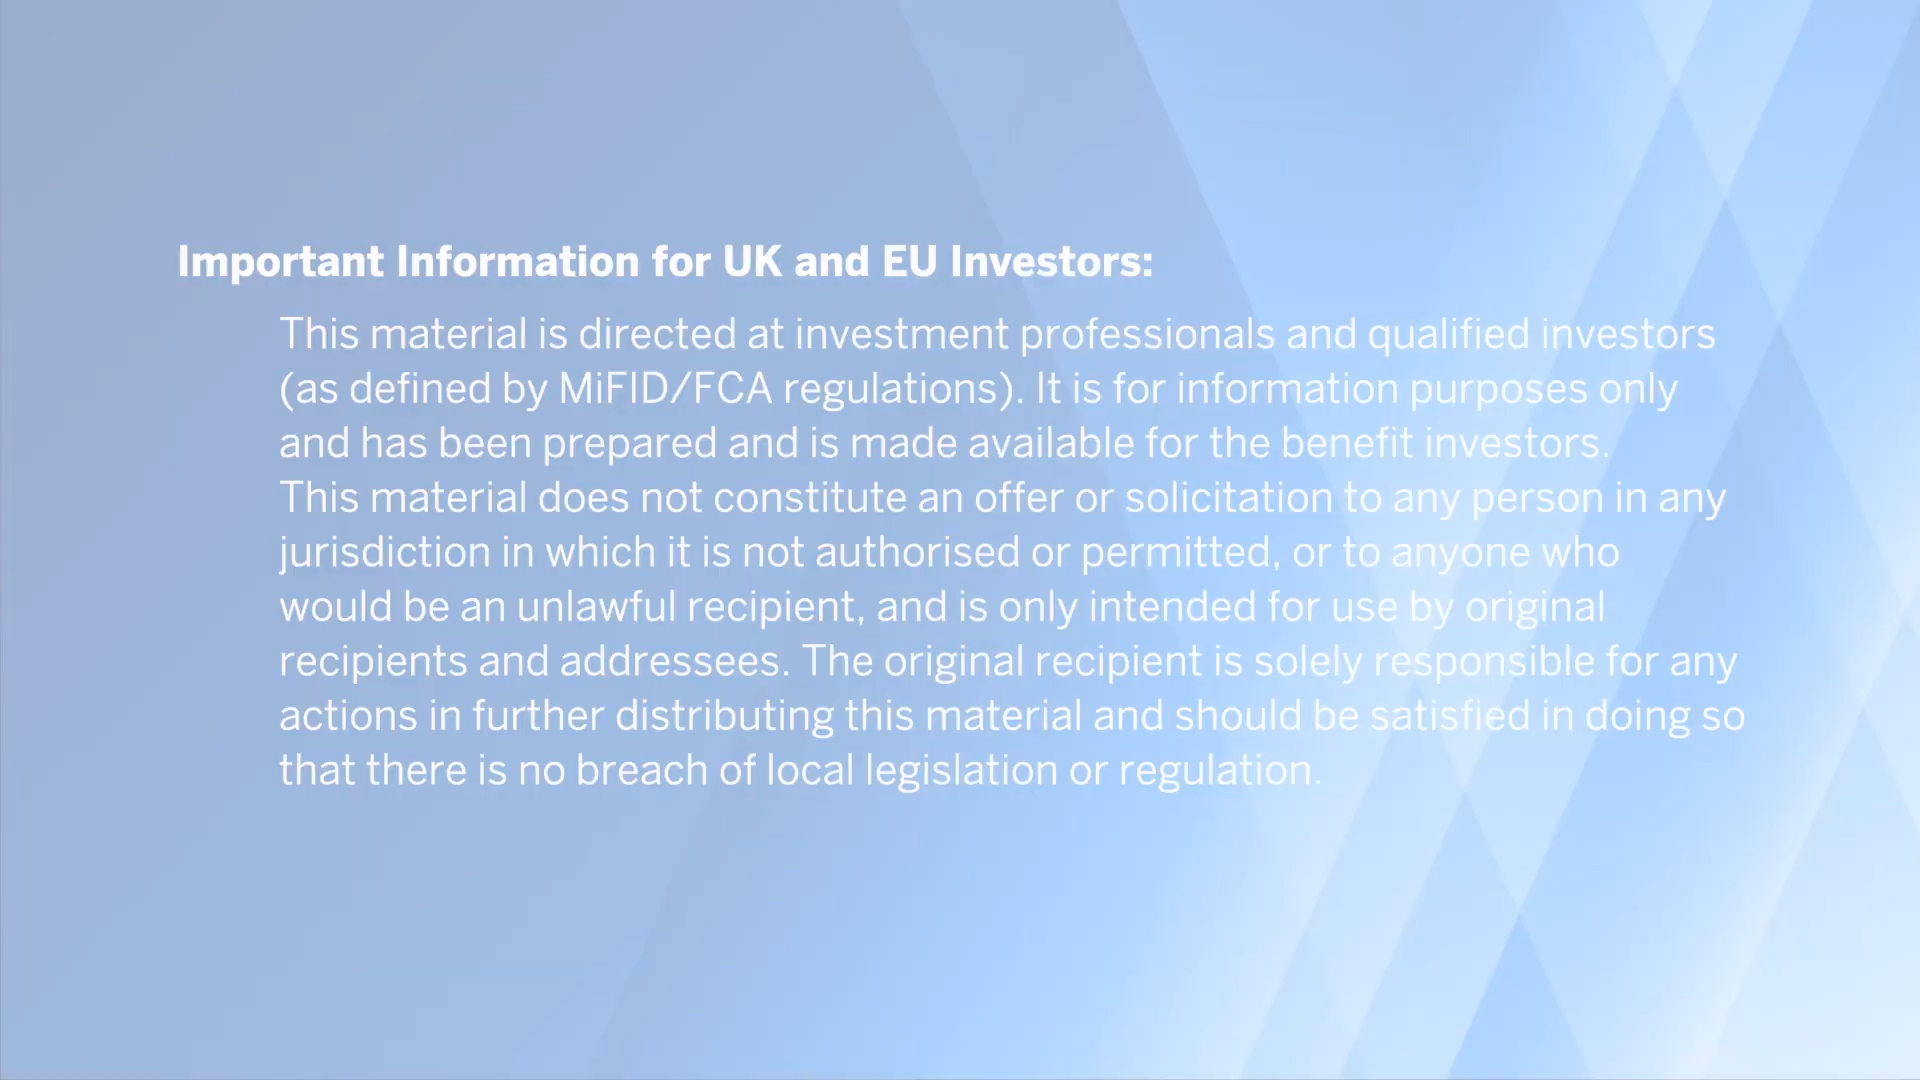 Important Information for UK and EU Investors:
This material is directed at investment professionals and qualified investors
(as defined by MiFID/FCA regulations). It is for information purposes only
and has been prepared and is made available for the benefit investors.
This material does not constitute an offer or solicitation to any person in any
jurisdiction in which it is not authorised or permitted, or to anyone who
would be an unlawful recipient, and is only intended for use by original
recipients and addressees. The original recipient is solely responsible for any
actions in further distributing this material and should be satisfied in doing so
that there is no breach of local legislation or regulation.